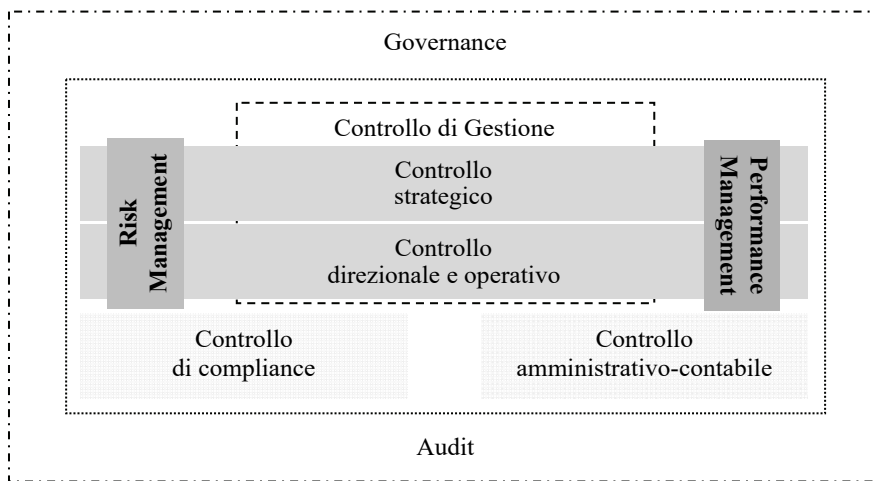 Governance
Controllo di Gestione
Controllo
strategico
Risk
Management
Performance
Management
Controllo
direzionale e operativo
Controllo
di compliance
Controllo
amministrativo-contabile
Audit